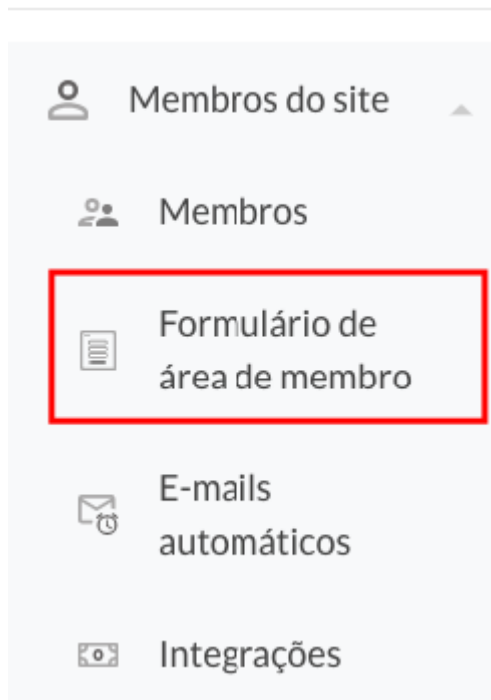 Membros do site
Membros
Formulário de
área de membro
E-mails
automáticos
Integrações